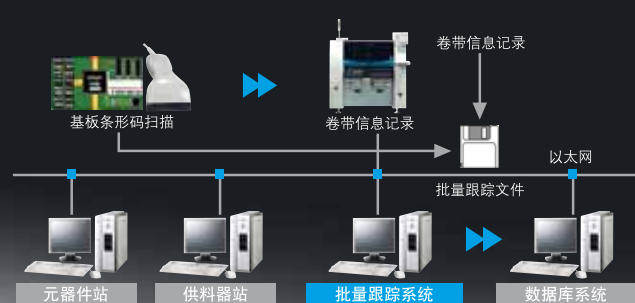 卷带信息记录
基板条形码扫描
卷带信息记录
以太网
批量跟踪文件
元器件站
供料器站
批量跟踪系统
数据库系统